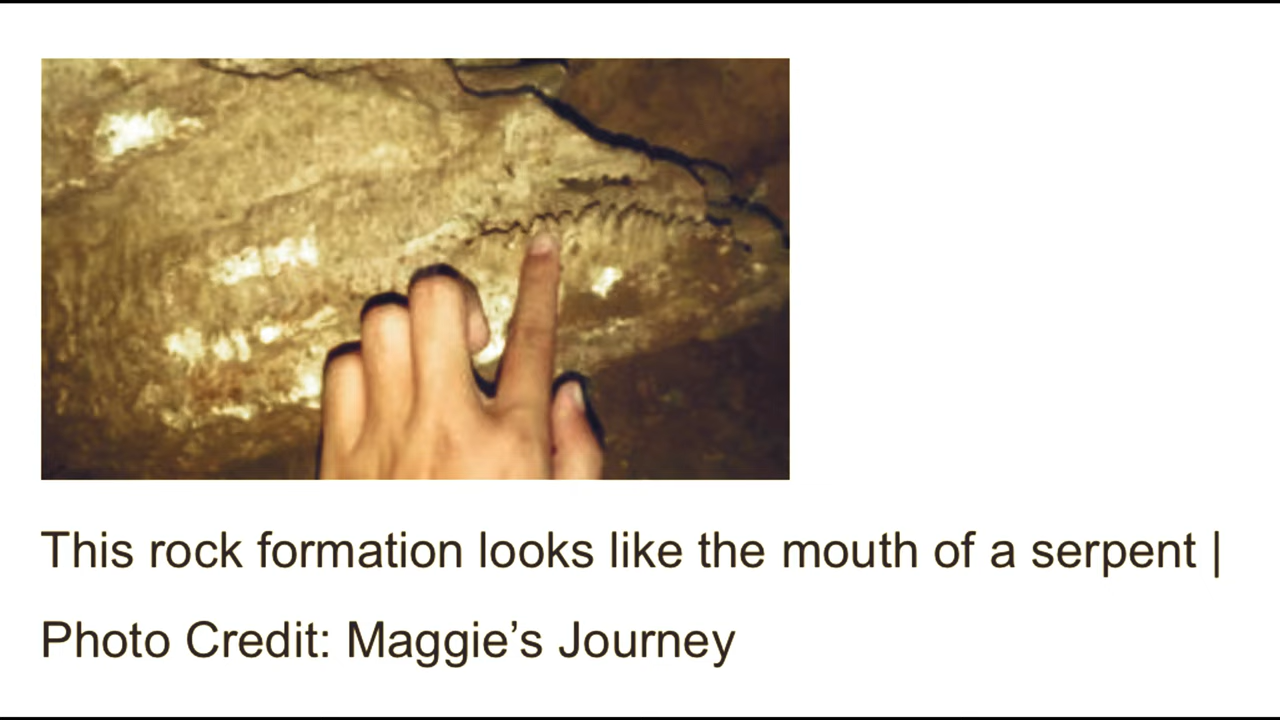 This rock formation looks like the mouth of a serpent |
Photo Credit: Maggie’s Journey